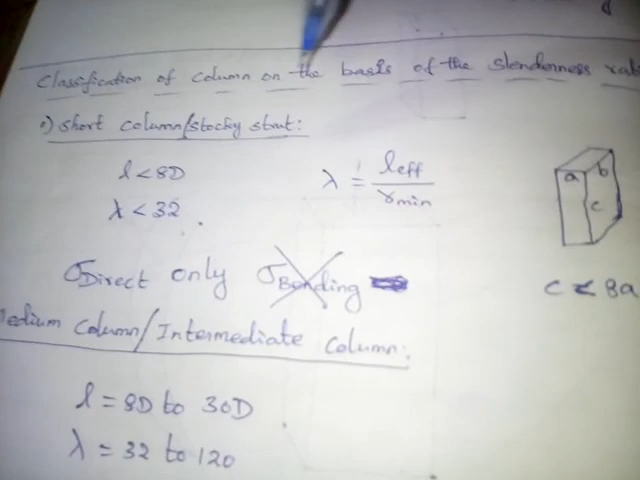 Classification of column on the basis of the slenderness
1) Short column/stocky strut:
l < 8D
λ = leff / rmin
λ < 32 .
a b
c
σDirect only σBending
c < 8a
Medium Column/Intermediate Column:
l = 8D to 30D
λ = 32 to 120